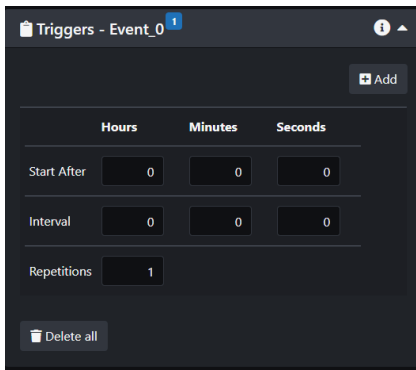 Triggers - Event_0 1
Add
Hours Minutes Seconds
Start After 0 0 0
Interval 0 0 0
Repetitions 1
Delete all